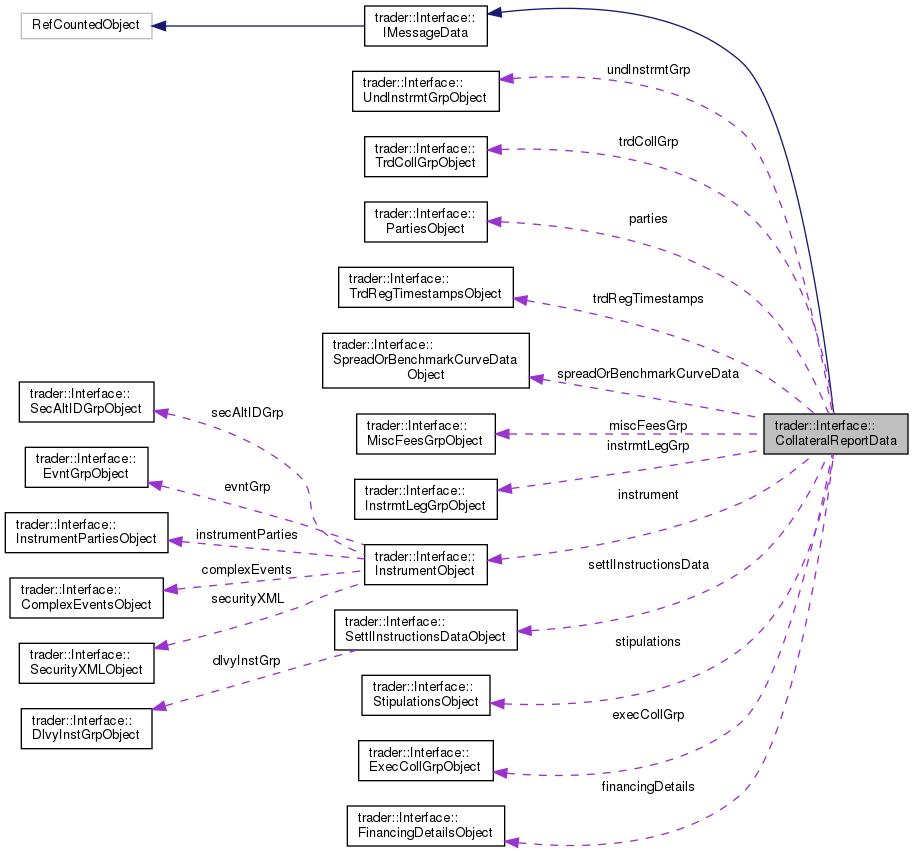 RefCountedObject
trader::Interface::
IMessageData
undInstrmtGrp
trader::Interface::
UndInstrmtGrpObject
trdCollGrp
trader::Interface::
TrdCollGrpObject
parties
trader::Interface::
PartiesObject
trdRegTimestamps
trader::Interface::
TrdRegTimestampsObject
spreadOrBenchmarkCurveData
trader::Interface::
SpreadOrBenchmarkCurveData
Object
trader::Interface::
SecAltIDGrpObject
secAltIDGrp
trader::Interface::
MiscFeesGrpObject
miscFeesGrp
trader::Interface::
CollateralReportData
instrmtLegGrp
trader::Interface::
EvntGrpObject
evntGrp
trader::Interface::
InstrmtLegGrpObject
instrument
trader::Interface::
InstrumentPartiesObject
instrumentParties
trader::Interface::
InstrumentObject
settlInstructionsData
complexEvents
trader::Interface::
ComplexEventsObject
securityXML
trader::Interface::
SettlInstructionsDataObject
stipulations
trader::Interface::
SecurityXMLObject
dlvyInstGrp
trader::Interface::
StipulationsObject
trader::Interface::
DlvyInstGrpObject
execCollGrp
trader::Interface::
ExecCollGrpObject
financingDetails
trader::Interface::
FinancingDetailsObject